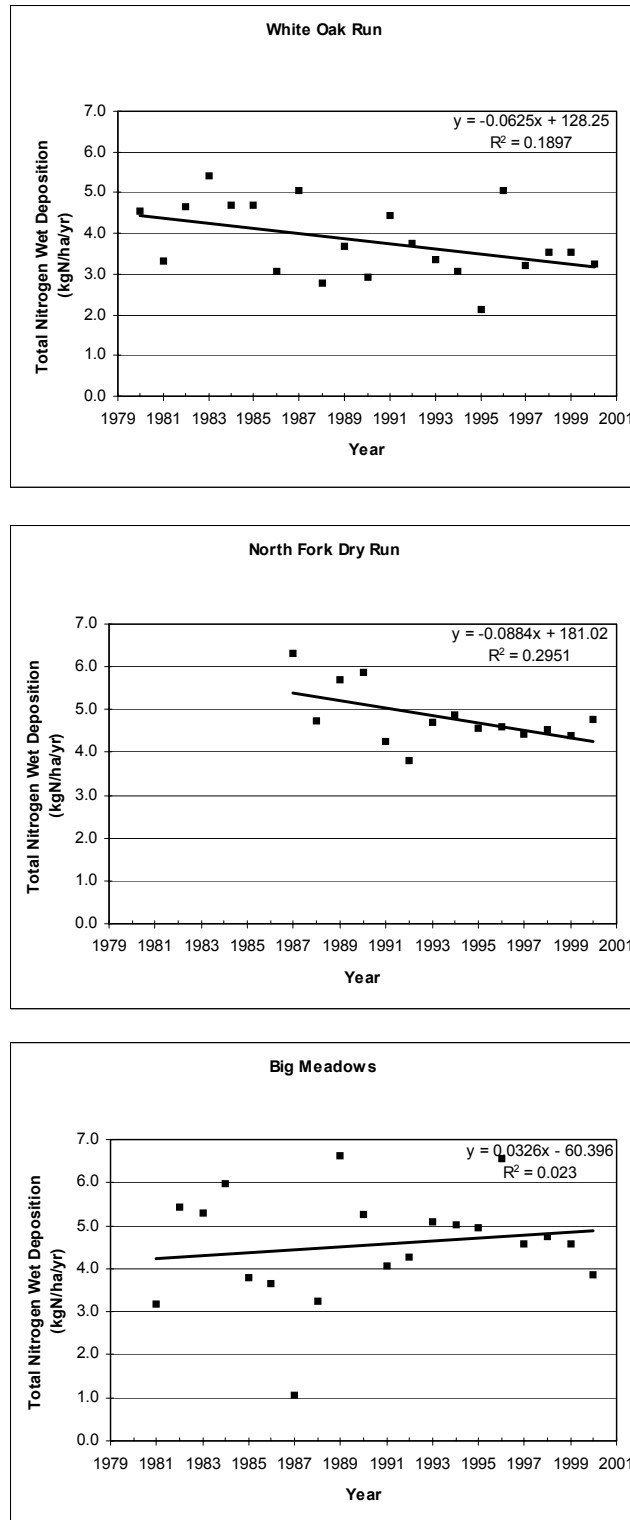 White Oak Run
y = -0.0625x + 128.25
R² = 0.1897
7.0
6.0
5.0
4.0
3.0
2.0
1.0
0.0
Total Nitrogen Wet Deposition
(kgN/ha/yr)
1979 1981 1983 1985 1987 1989 1991 1993 1995 1997 1999 2001
Year
North Fork Dry Run
y = -0.0884x + 181.02
R² = 0.2951
7.0
6.0
5.0
4.0
3.0
2.0
1.0
0.0
Total Nitrogen Wet Deposition
(kgN/ha/yr)
1979 1981 1983 1985 1987 1989 1991 1993 1995 1997 1999 2001
Year
Big Meadows
y = 0.0326x - 60.396
R² = 0.023
7.0
6.0
5.0
4.0
3.0
2.0
1.0
0.0
Total Nitrogen Wet Deposition
(kgN/ha/yr)
1979 1981 1983 1985 1987 1989 1991 1993 1995 1997 1999 2001
Year